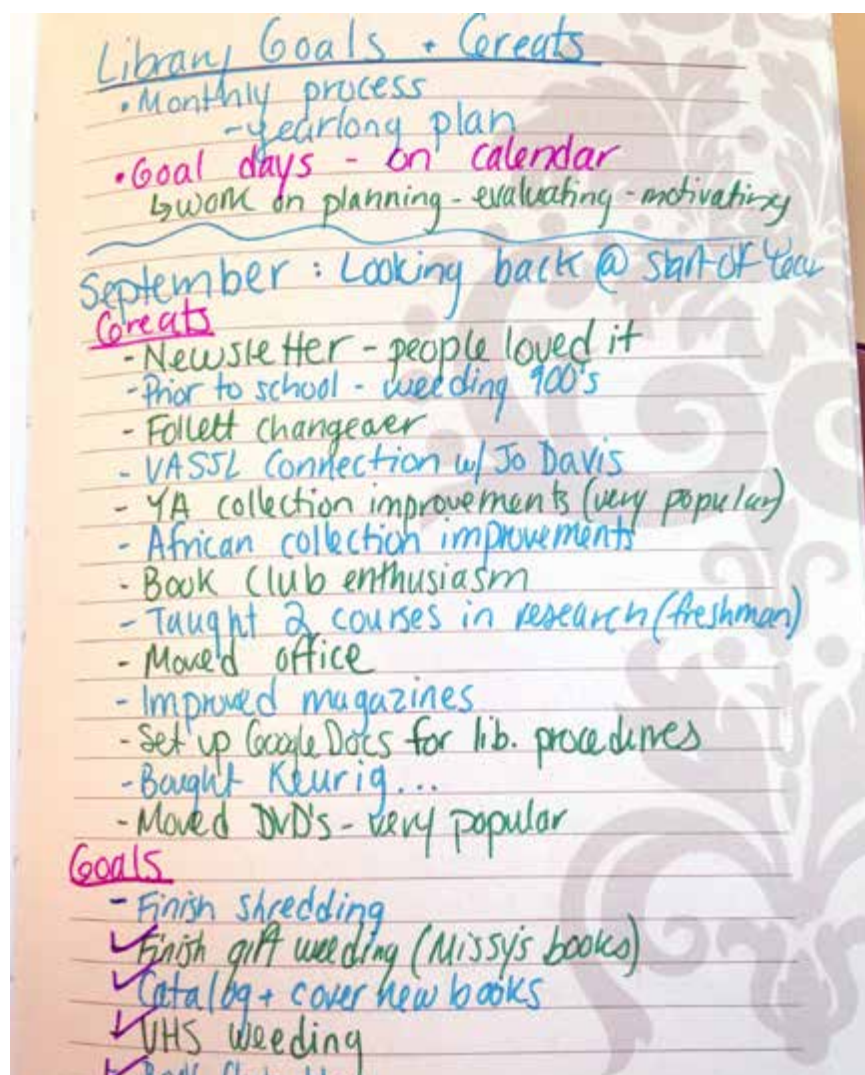 Library Goals + Greats
• Monthly process
- yearlong plan
• Goal days - on calendar
↳ work on planning - evaluating - motivating
September : Looking back @ start of Year
Greats
- Newsletter - people loved it
- Prior to school - weeding 900's
- Follett changeover
- VASSL Connection w/ Jo Davis
- YA collection improvements (very popular)
- African collection improvements
- Book Club enthusiasm
- Taught 2 courses in research (freshman)
- Moved office
- Improved magazines
- Set up Google Docs for lib. procedures
- Bought Keurig...
- Moved DVD's - very popular
Goals
- Finish shredding
✓ Finish gift weeding (Missy's books)
✓ Catalog + cover new books
✓ VHS weeding